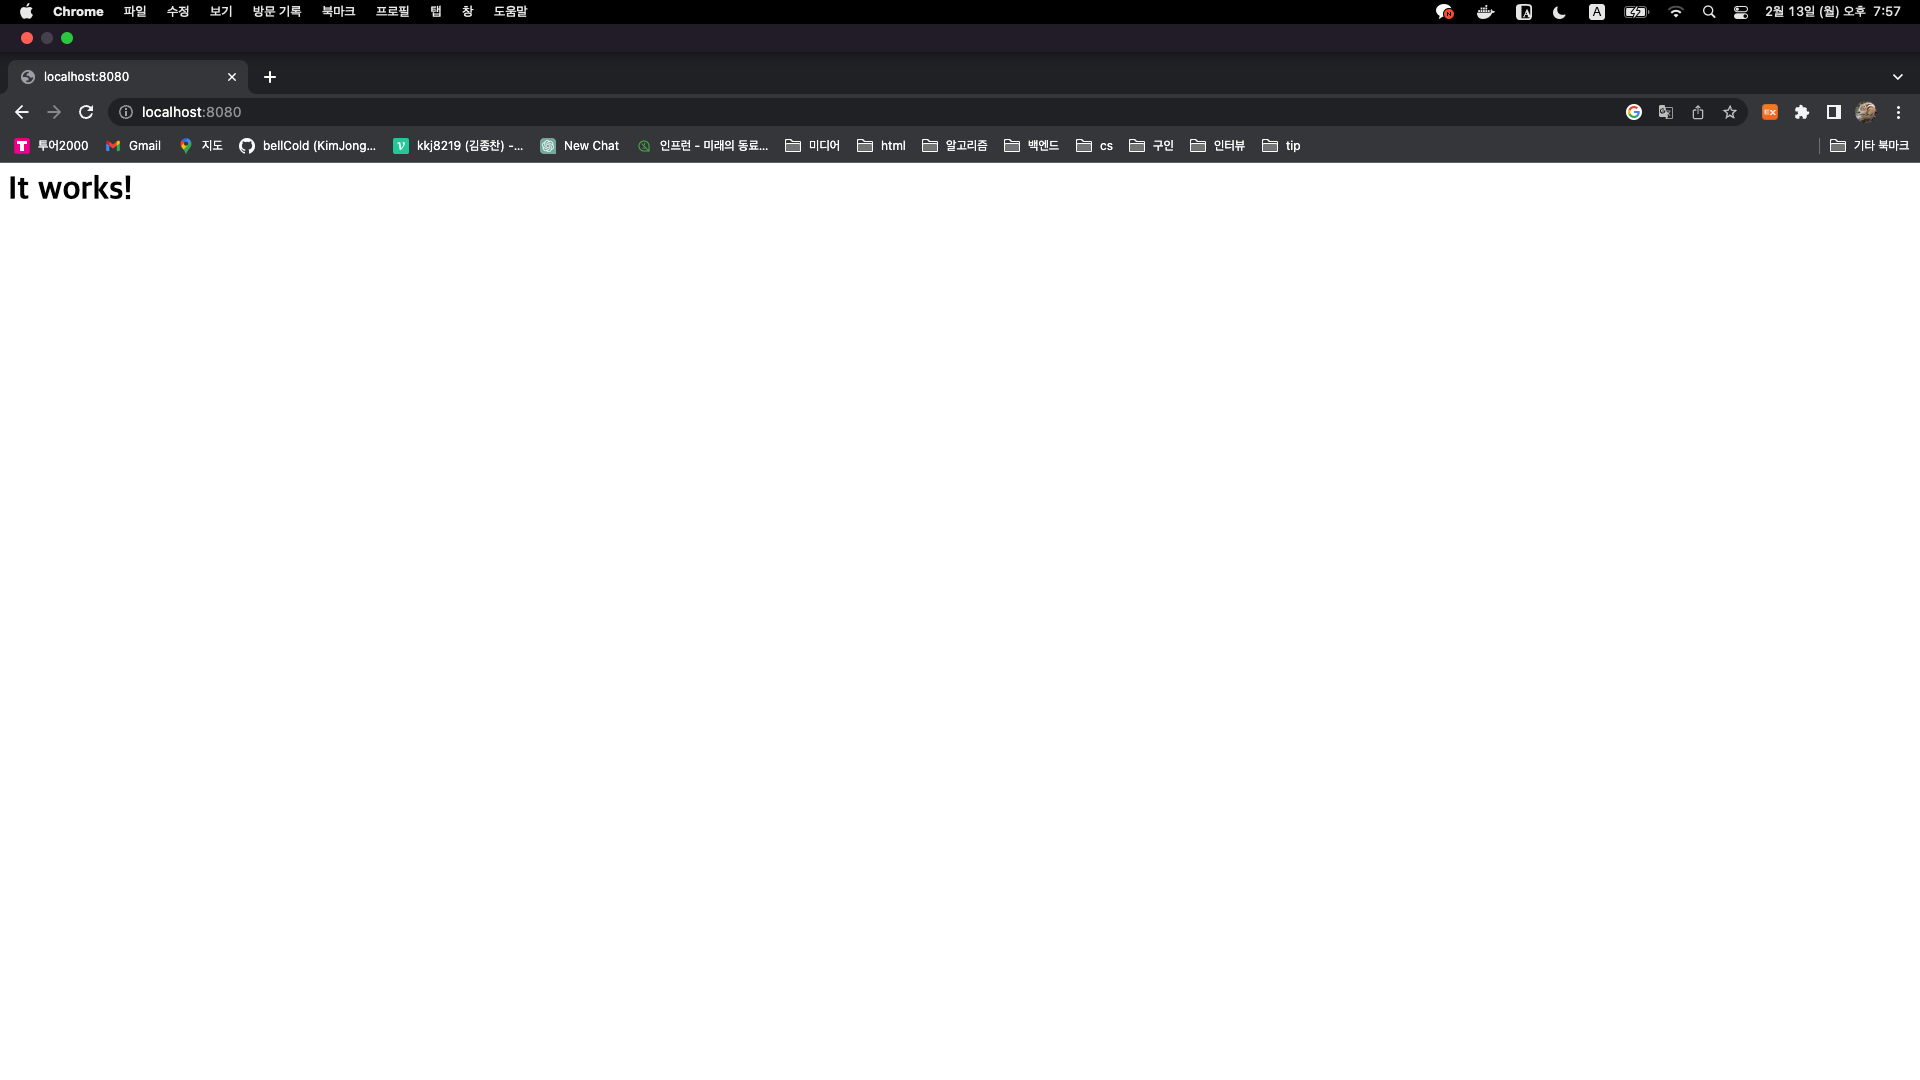 Chrome 파일 수정 보기 방문 기록 북마크 프로필 탭 창 도움말 A A 2월 13일 (월) 오후 7:57
localhost:8080
localhost:8080
투어2000 Gmail 지도 bellCold (KimJong... kkj8219 (김종찬) -... New Chat 인프런 - 미래의 동료... 미디어 html 알고리즘 백엔드 cs 구인 인터뷰 tip 기타 북마크
It works!